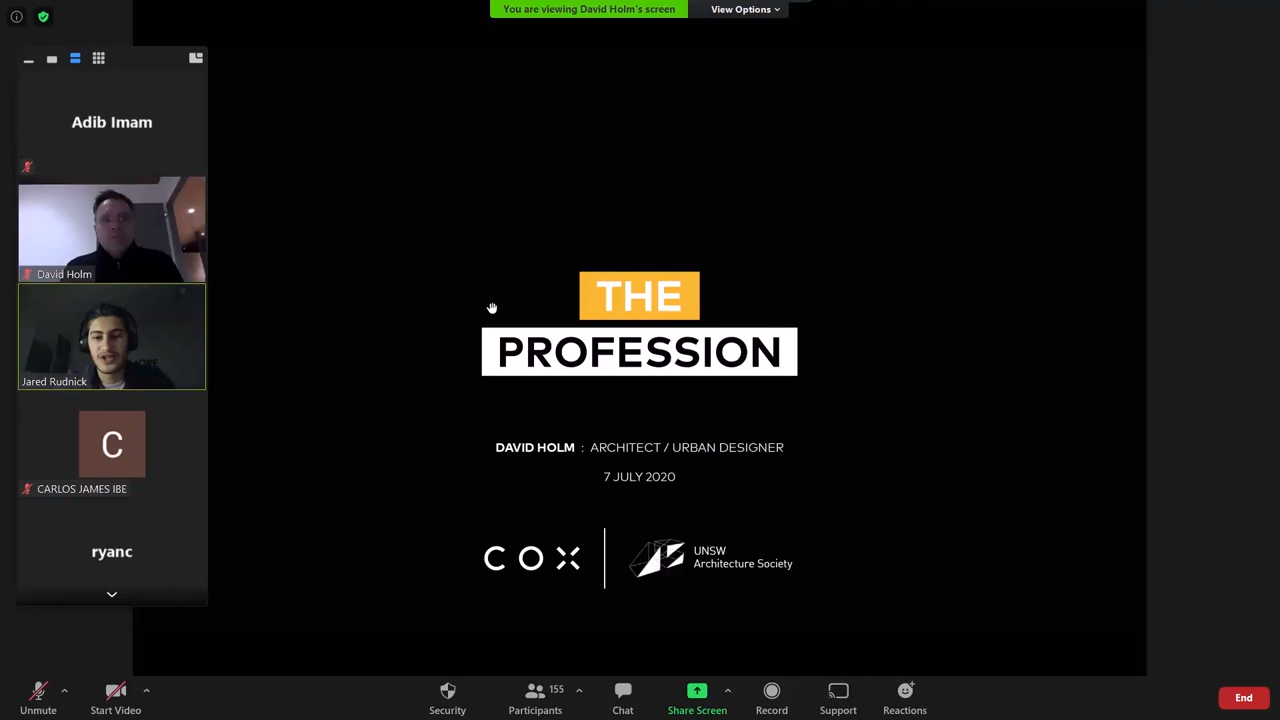 You are viewing David Holm's screen
View Options
Adib Imam
David Holm
Jared Rudnick
C
CARLOS JAMES IBE
ryanc
THE
PROFESSION
DAVID HOLM : ARCHITECT / URBAN DESIGNER
7 JULY 2020
COX
UNSW
Architecture Society
Unmute
Start Video
Security
155
Participants
Chat
Share Screen
Record
Support
Reactions
End